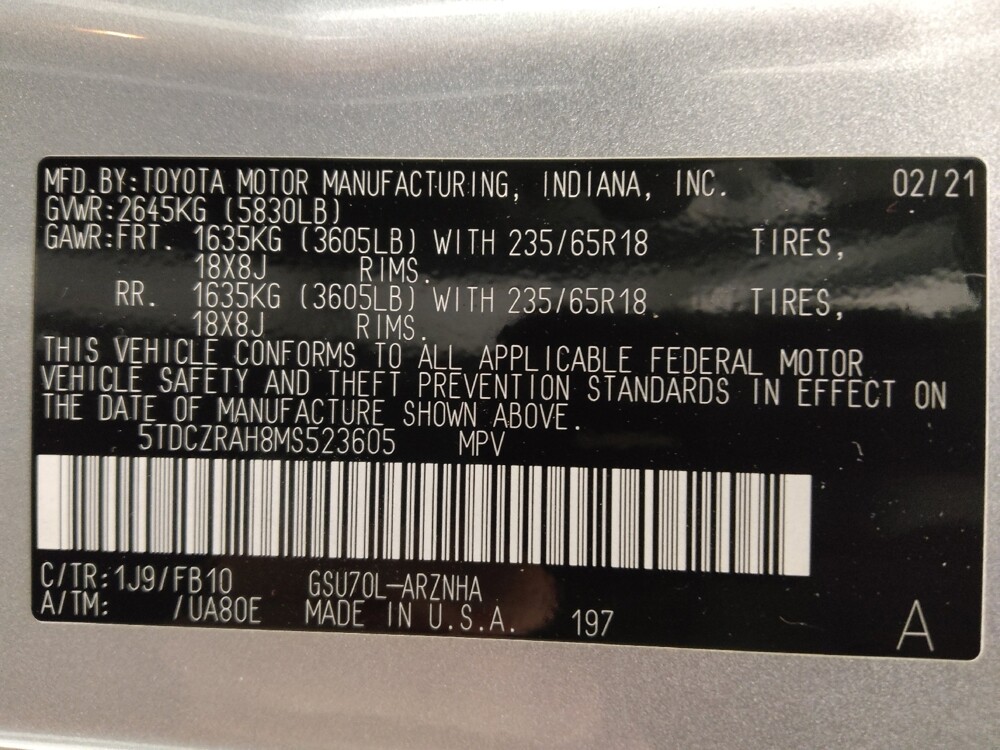 MFD.BY:TOYOTA MOTOR MANUFACTURING, INDIANA, INC. 02/21
GVWR:2645KG (5830LB)
GAWR:FRT. 1635KG (3605LB) WITH 235/65R18 TIRES,
18X8J RIMS.
RR. 1635KG (3605LB) WITH 235/65R18 TIRES,
18X8J RIMS.
THIS VEHICLE CONFORMS TO ALL APPLICABLE FEDERAL MOTOR
VEHICLE SAFETY AND THEFT PREVENTION STANDARDS IN EFFECT ON
THE DATE OF MANUFACTURE SHOWN ABOVE.
5TDCZRAH8MS523605 MPV
C/TR:1J9/FB10 GSU70L-ARZNHA
A/TM: /UA80E MADE IN U.S.A. 197 A